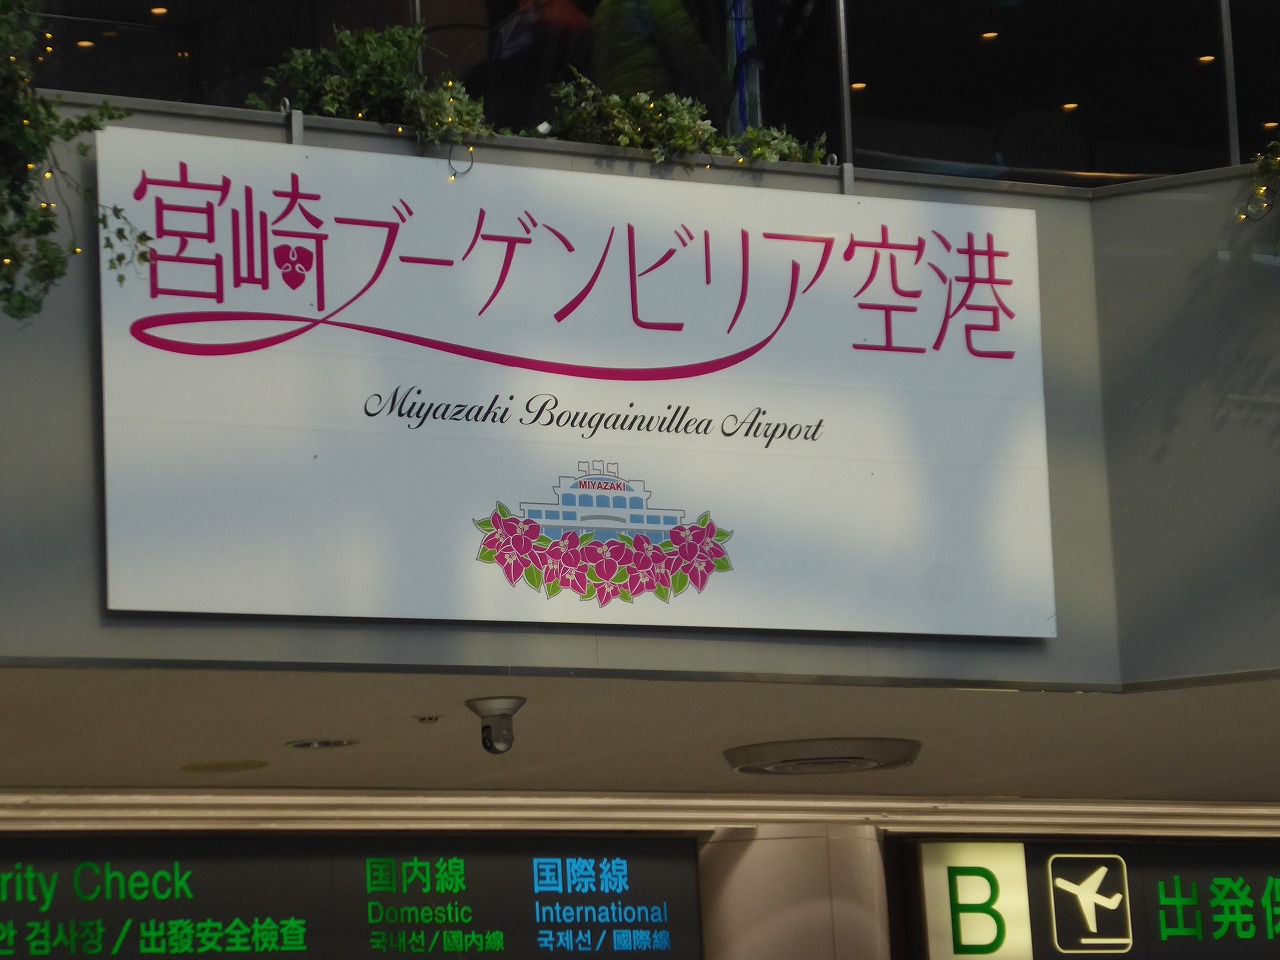 宮崎ブーゲンビリア空港
Miyazaki Bougainvillea Airport
MIYAZAKI
rity Check
안 검사장 / 出發安全檢查
国内線
Domestic
국내선 / 國內線
国際線
International
국제선 / 國際線
B
出発保